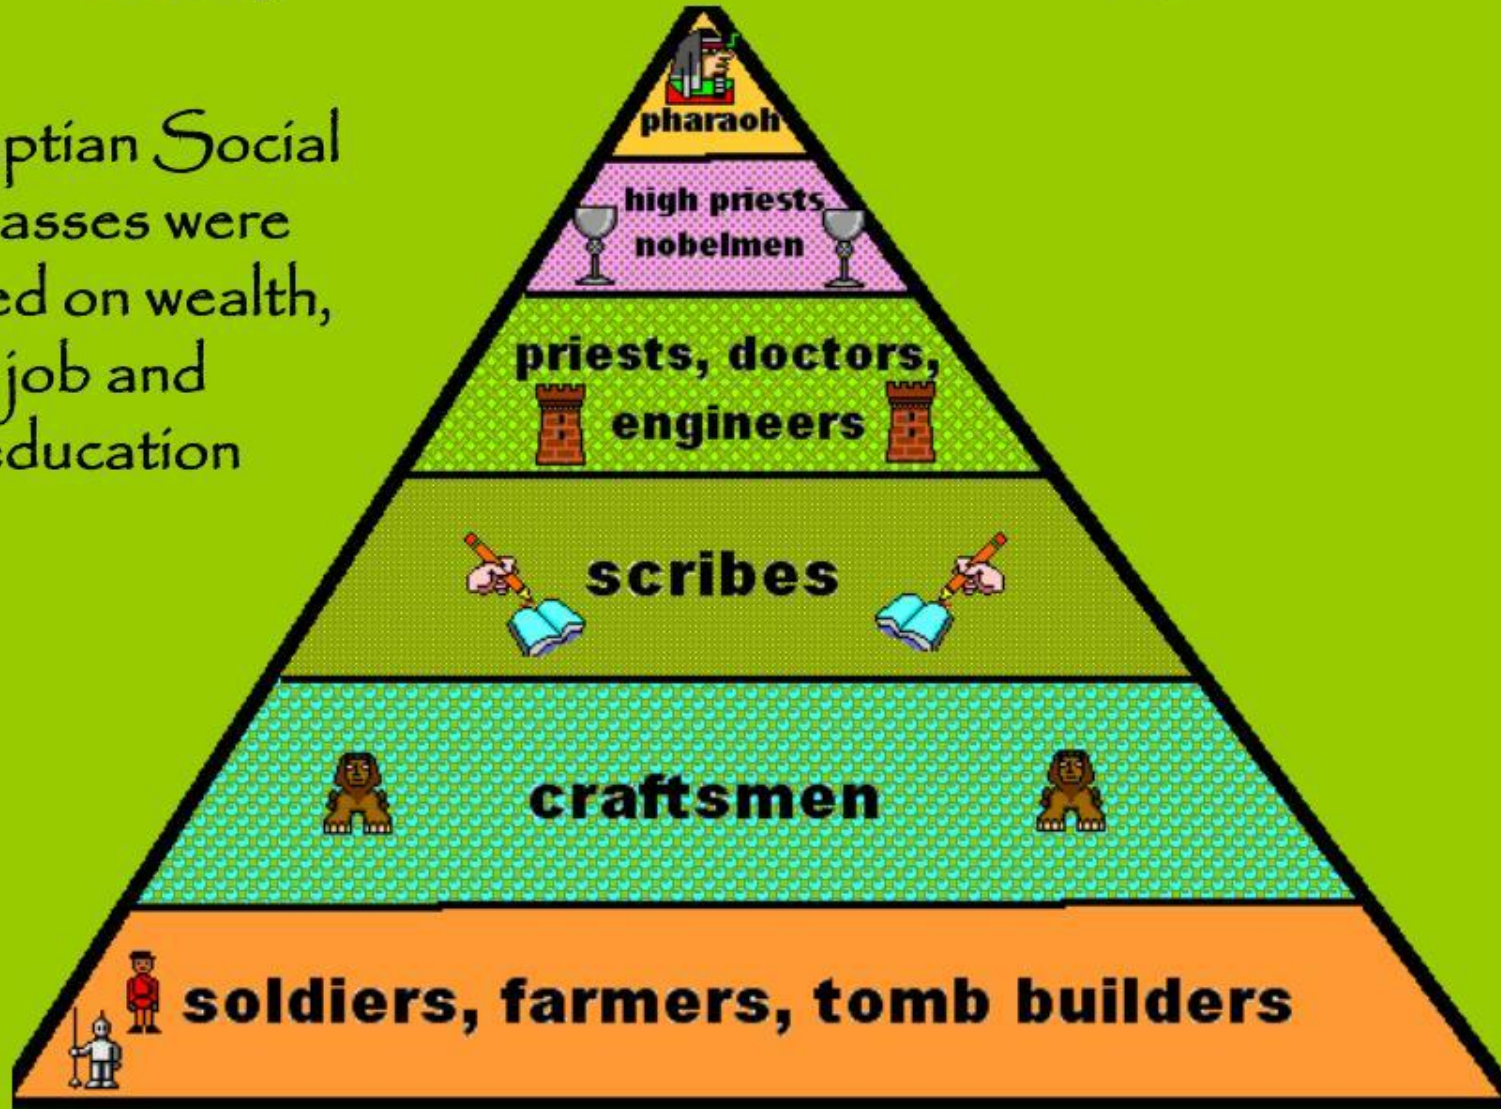 ptian Social
asses were
ed on wealth,
job and
education
pharaoh
high priests
nobelmen
priests, doctors,
engineers
scribes
craftsmen
soldiers, farmers, tomb builders